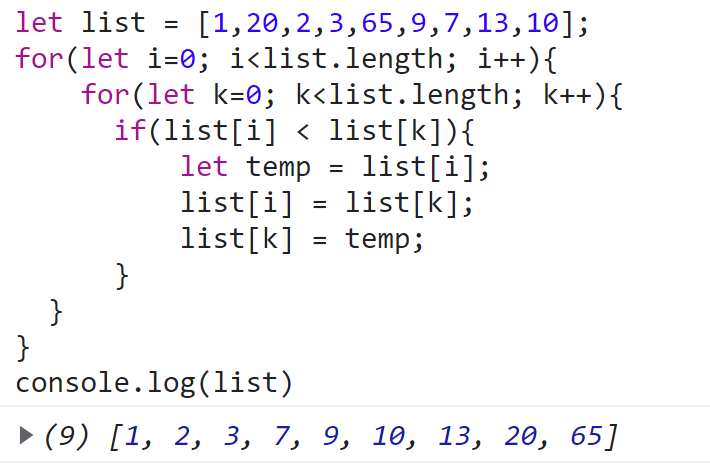 let list = [1,20,2,3,65,9,7,13,10];
for(let i=0; i<list.length; i++){
    for(let k=0; k<list.length; k++){
      if(list[i] < list[k]){
          let temp = list[i];
          list[i] = list[k];
          list[k] = temp;
      }
  }
}
console.log(list)
▶ (9) [1, 2, 3, 7, 9, 10, 13, 20, 65]